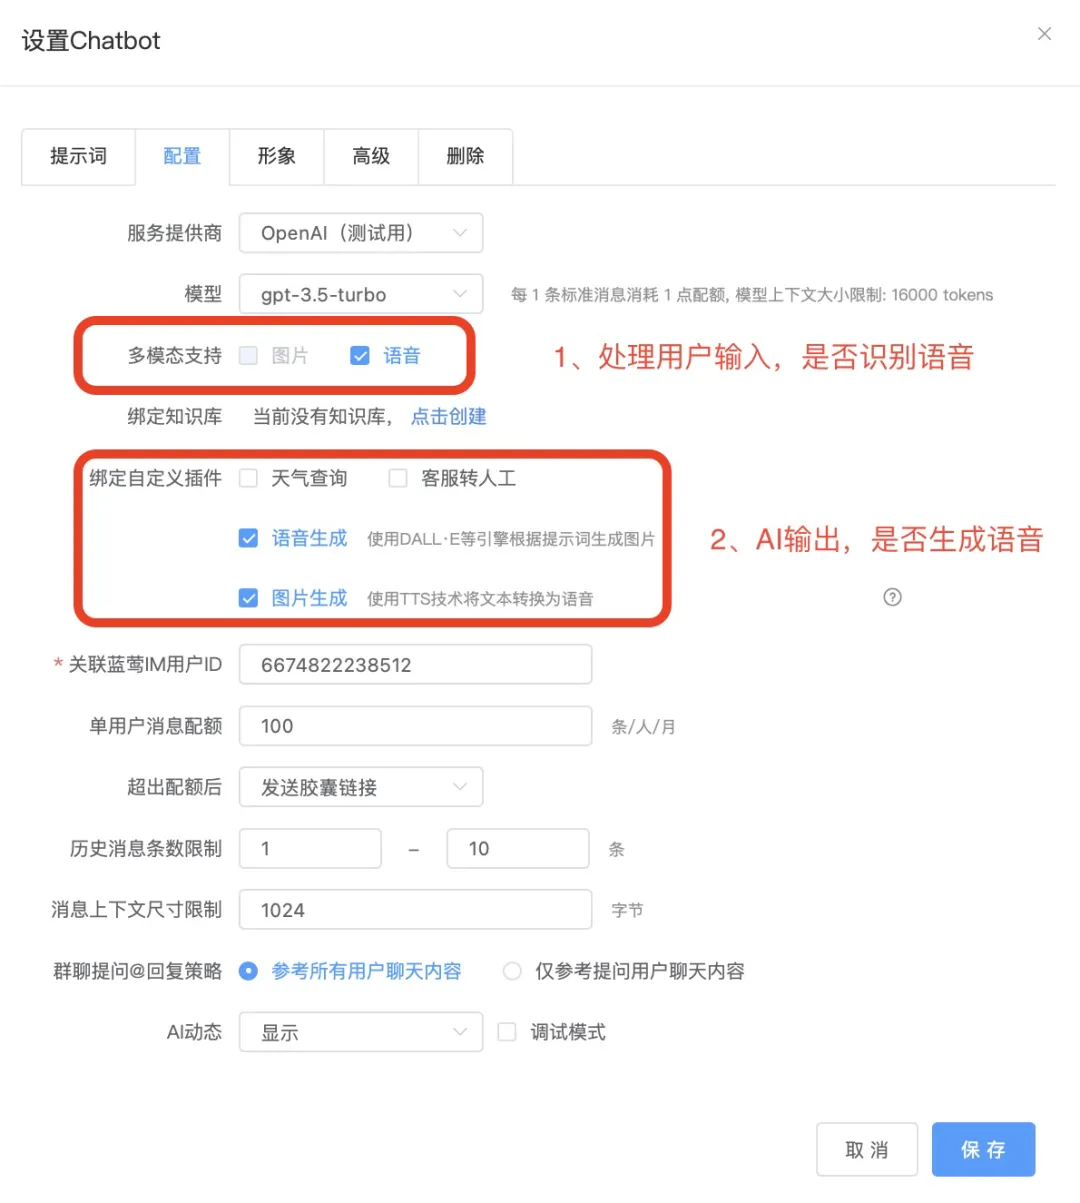 设置Chatbot
提示词 配置 形象 高级 删除
服务提供商 OpenAI（测试用）
模型 gpt-3.5-turbo 每 1 条标准消息消耗 1 点配额, 模型上下文大小限制: 16000 tokens
多模态支持 图片 语音 1、处理用户输入，是否识别语音
绑定知识库 当前没有知识库， 点击创建
绑定自定义插件 天气查询 客服转人工
语音生成 使用DALL·E等引擎根据提示词生成图片 2、AI输出，是否生成语音
图片生成 使用TTS技术将文本转换为语音 ?
* 关联蓝莺IM用户ID 6674822238512
单用户消息配额 100 条/人/月
超出配额后 发送胶囊链接
历史消息条数限制 1 – 10 条
消息上下文尺寸限制 1024 字节
群聊提问@回复策略 参考所有用户聊天内容 仅参考提问用户聊天内容
AI动态 显示 调试模式
取 消 保 存